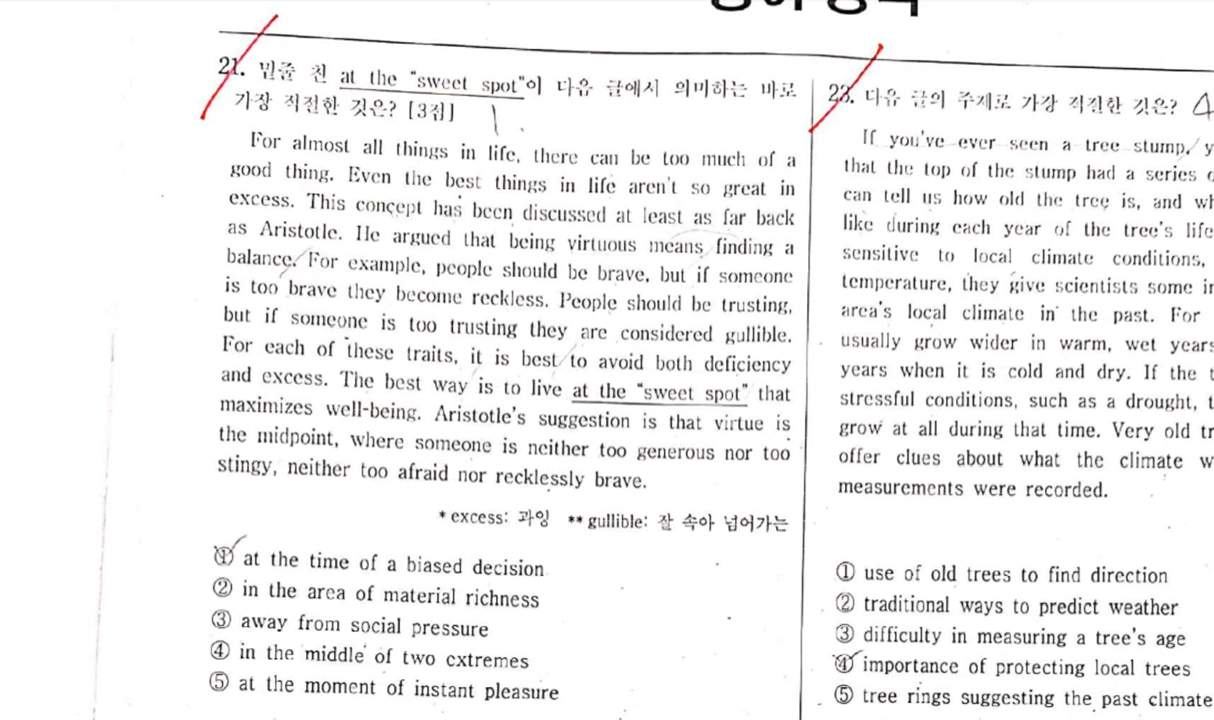 21. 밑줄 친 at the "sweet spot"이 다음 글에서 의미하는 바로
가장 적절한 것은? [3점]
1
For almost all things in life, there can be too much of a
good thing. Even the best things in life aren't so great in
excess. This concept has been discussed at least as far back
as Aristotle. He argued that being virtuous means finding a
balance. For example, people should be brave, but if someone
is too brave they become reckless. People should be trusting,
but if someone is too trusting they are considered gullible.
For each of these traits, it is best to avoid both deficiency
and excess. The best way is to live at the "sweet spot" that
maximizes well-being. Aristotle's suggestion is that virtue is
the midpoint, where someone is neither too generous nor too
stingy, neither too afraid nor recklessly brave.
* excess: 과잉 ** gullible: 잘 속아 넘어가는
① at the time of a biased decision
② in the area of material richness
③ away from social pressure
④ in the middle of two extremes
⑤ at the moment of instant pleasure
23. 다음 글의 주제로 가장 적절한 것은? 4
If you've ever seen a tree stump, y
that the top of the stump had a series o
can tell us how old the tree is, and wh
like during each year of the tree's life
sensitive to local climate conditions,
temperature, they give scientists some in
area's local climate in the past. For
usually grow wider in warm, wet years
years when it is cold and dry. If the t
stressful conditions, such as a drought, t
grow at all during that time. Very old tr
offer clues about what the climate w
measurements were recorded.
① use of old trees to find direction
② traditional ways to predict weather
③ difficulty in measuring a tree's age
④ importance of protecting local trees
⑤ tree rings suggesting the past climate